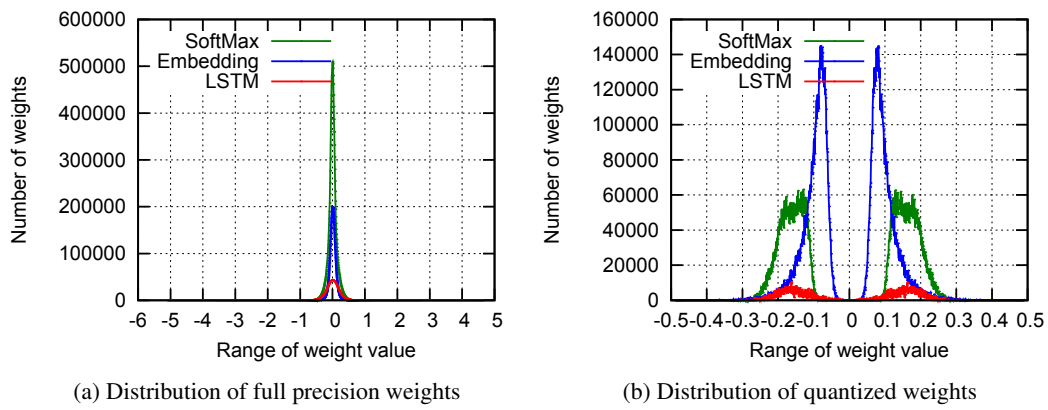 Number of weights
600000
500000
400000
300000
200000
100000
0
SoftMax
Embedding
LSTM
-6 -5 -4 -3 -2 -1 0 1 2 3 4 5
Range of weight value
(a) Distribution of full precision weights
Number of weights
160000
140000
120000
100000
80000
60000
40000
20000
0
SoftMax
Embedding
LSTM
-0.5 -0.4 -0.3 -0.2 -0.1 0 0.1 0.2 0.3 0.4 0.5
Range of weight value
(b) Distribution of quantized weights